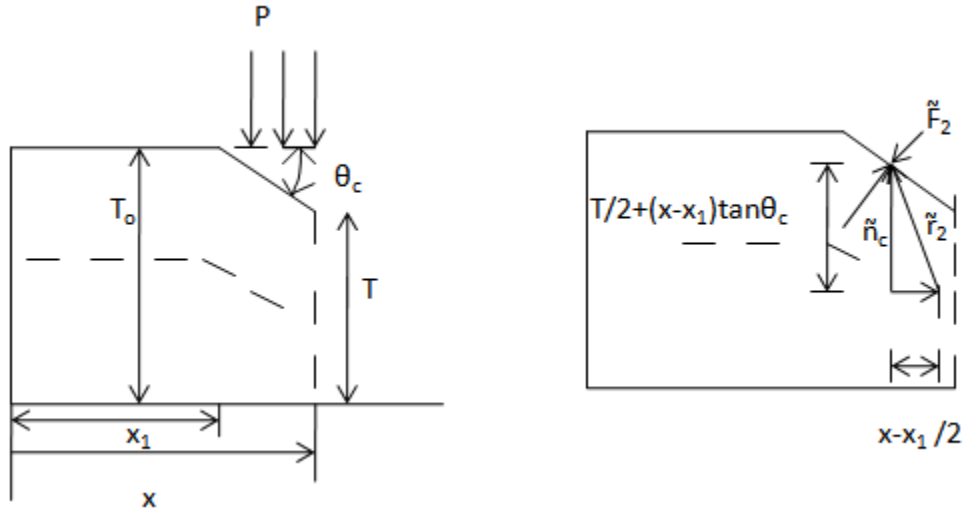 P
θc
To
T
x1
x
F̃2
T/2+(x-x1)tanθc
ñc
r̃2
x-x1 /2